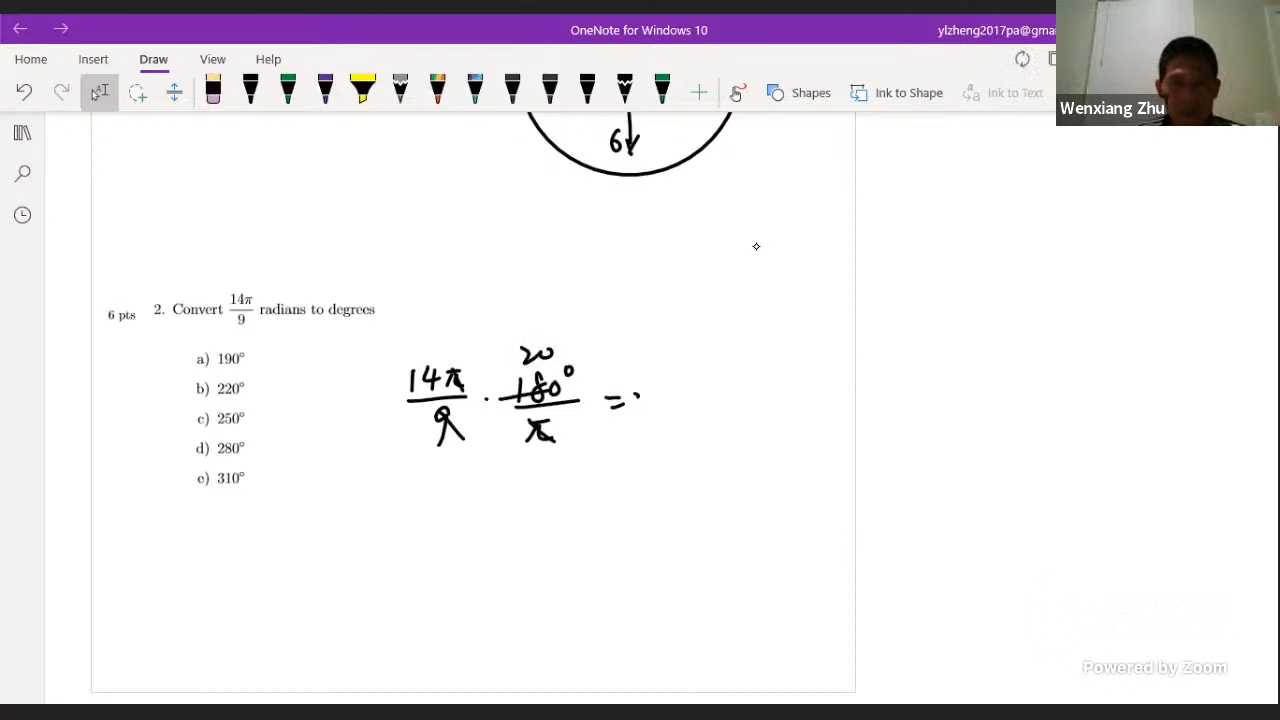 OneNote for Windows 10
ylzheng2017pa@gma
Home Insert Draw View Help
Shapes Ink to Shape Ink to Text
Wenxiang Zhu
6
6 pts 2. Convert 14π/9 radians to degrees
a) 190°
b) 220°
c) 250°
d) 280°
e) 310°
20
14π/9 · 180°/π =
Powered by Zoom